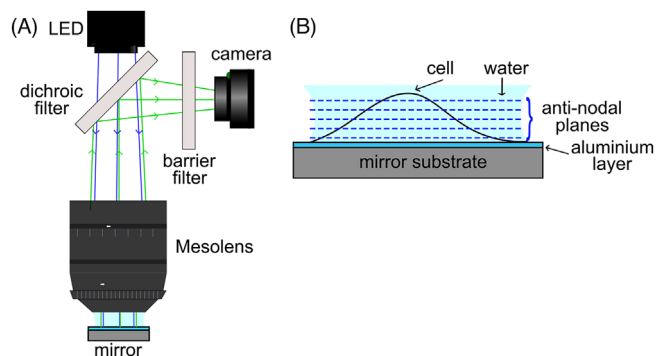 (A)
LED
camera
dichroic
filter
barrier
filter
Mesolens
mirror
(B)
cell
water
anti-nodal
planes
aluminium
layer
mirror substrate